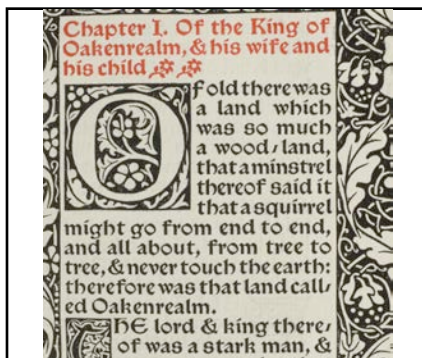 Chapter I. Of the King of
Oakenrealm, & his wife and
his child
Of old there was
a land which
was so much
a wood-land,
that a minstrel
thereof said it
that a squirrel
might go from end to end,
and all about, from tree to
tree, & never touch the earth:
therefore was that land call-
ed Oakenrealm.
THE lord & king there-
of was a stark man, &